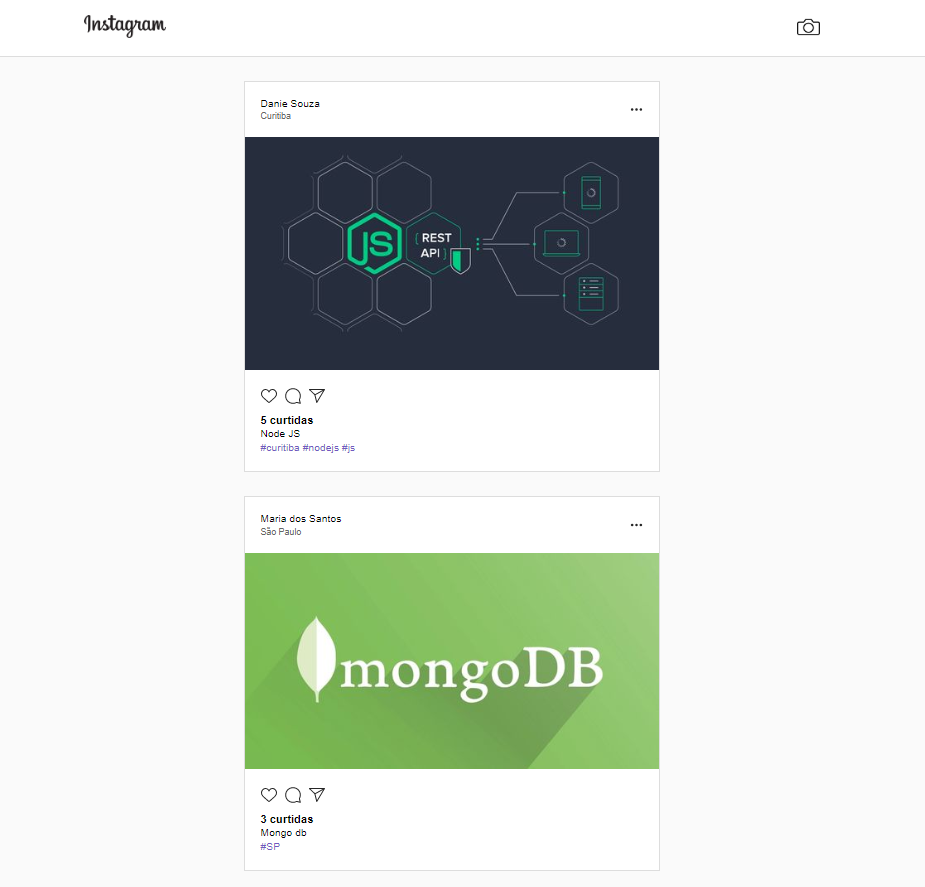 Instagram
Danie Souza
Curitiba
JS
REST
API
5 curtidas
Node JS
#curitiba #nodejs #js
Maria dos Santos
São Paulo
mongoDB
3 curtidas
Mongo db
#SP